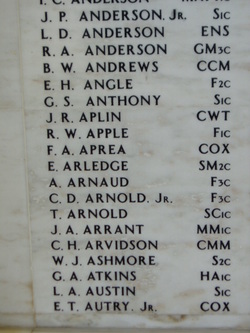 J. P. ANDERSON, JR. S1C
L. D. ANDERSON ENS
R. A. ANDERSON GM3C
B. W. ANDREWS CCM
E. H. ANGLE F2C
G. S. ANTHONY S1C
J. R. APLIN CWT
R. W. APPLE F1C
F. A. APREA COX
E. ARLEDGE SM2C
A. ARNAUD F3C
C. D. ARNOLD, JR. F3C
T. ARNOLD SC1C
J. A. ARRANT MM1C
C. H. ARVIDSON CMM
W. J. ASHMORE S2C
G. A. ATKINS HA1C
L. A. AUSTIN S1C
E. T. AUTRY, JR. COX